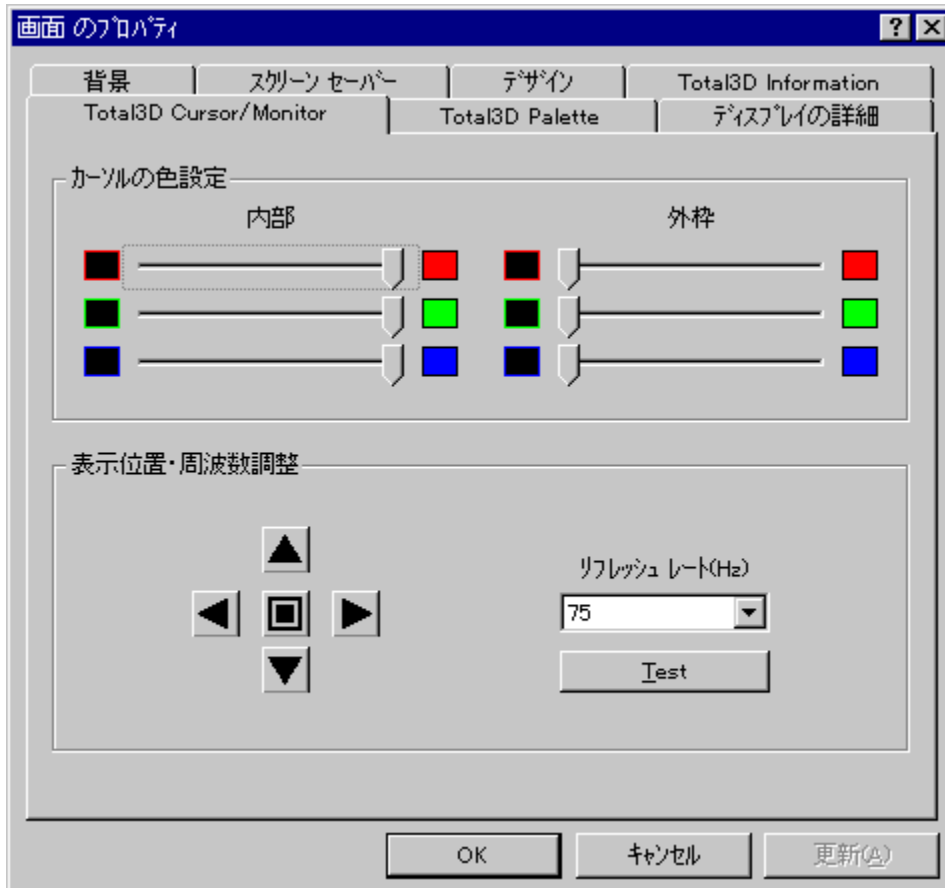 画面 のプロパティ
背景 スクリーン セーバー デザイン Total3D Information
Total3D Cursor/Monitor Total3D Palette ディスプレイの詳細
カーソルの色設定
内部 外枠
表示位置・周波数調整
リフレッシュ レート(Hz)
75
Test
OK キャンセル 更新(A)